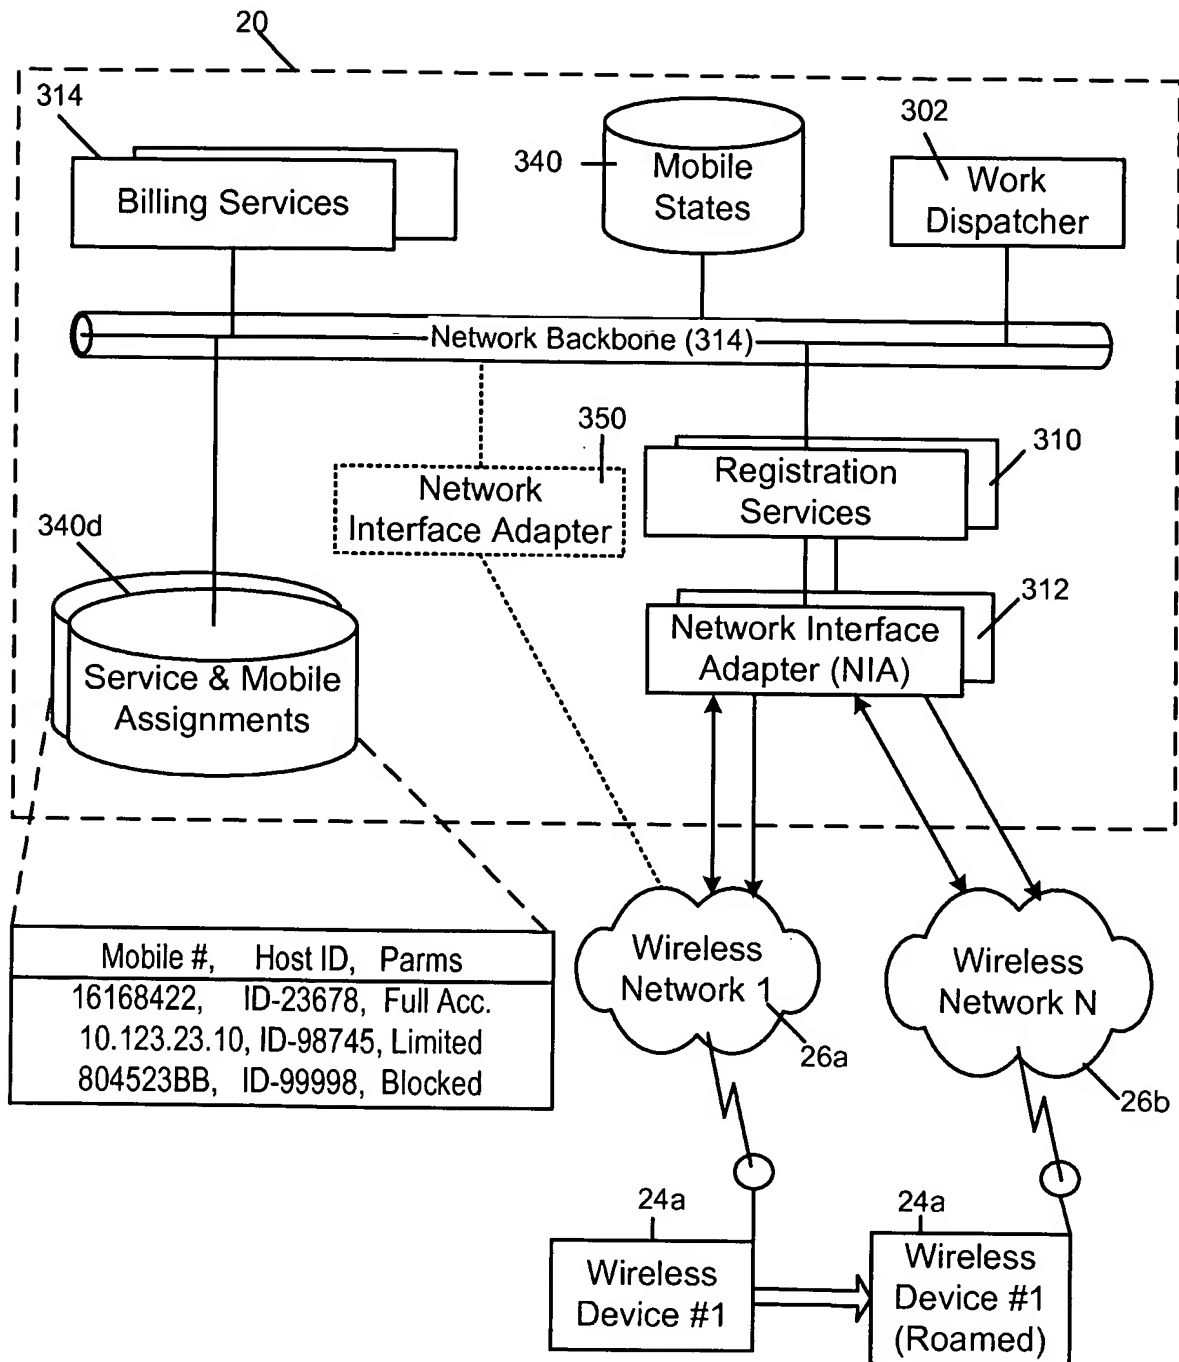 20
314
Billing Services
340
Mobile
States
302
Work
Dispatcher
Network Backbone (314)
350
Network
Interface Adapter
310
Registration
Services
340d
Service & Mobile
Assignments
312
Network Interface
Adapter (NIA)
Mobile #, Host ID, Parms
16168422, ID-23678, Full Acc.
10.123.23.10, ID-98745, Limited
804523BB, ID-99998, Blocked
Wireless
Network 1
26a
Wireless
Network N
26b
24a
Wireless
Device #1
24a
Wireless
Device #1
(Roamed)